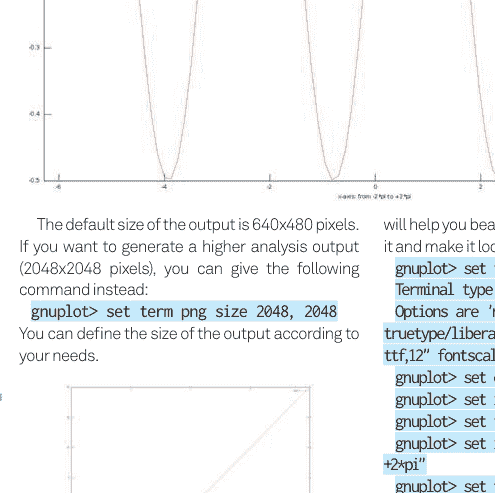 -0.3
-0.4
-0.5
-6
-4
-2
0
2
x-axes: from -2*pi to +2*pi
The default size of the output is 640x480 pixels.
If you want to generate a higher analysis output
(2048x2048 pixels), you can give the following
command instead:
gnuplot> set term png size 2048, 2048
You can define the size of the output according to
your needs.
will help you bea
it and make it loo
gnuplot> set
Terminal type
Options are 'n
truetype/libera
ttf,12" fontscal
gnuplot> set
gnuplot> set
gnuplot> set
gnuplot> set
+2*pi"
gnuplot> set